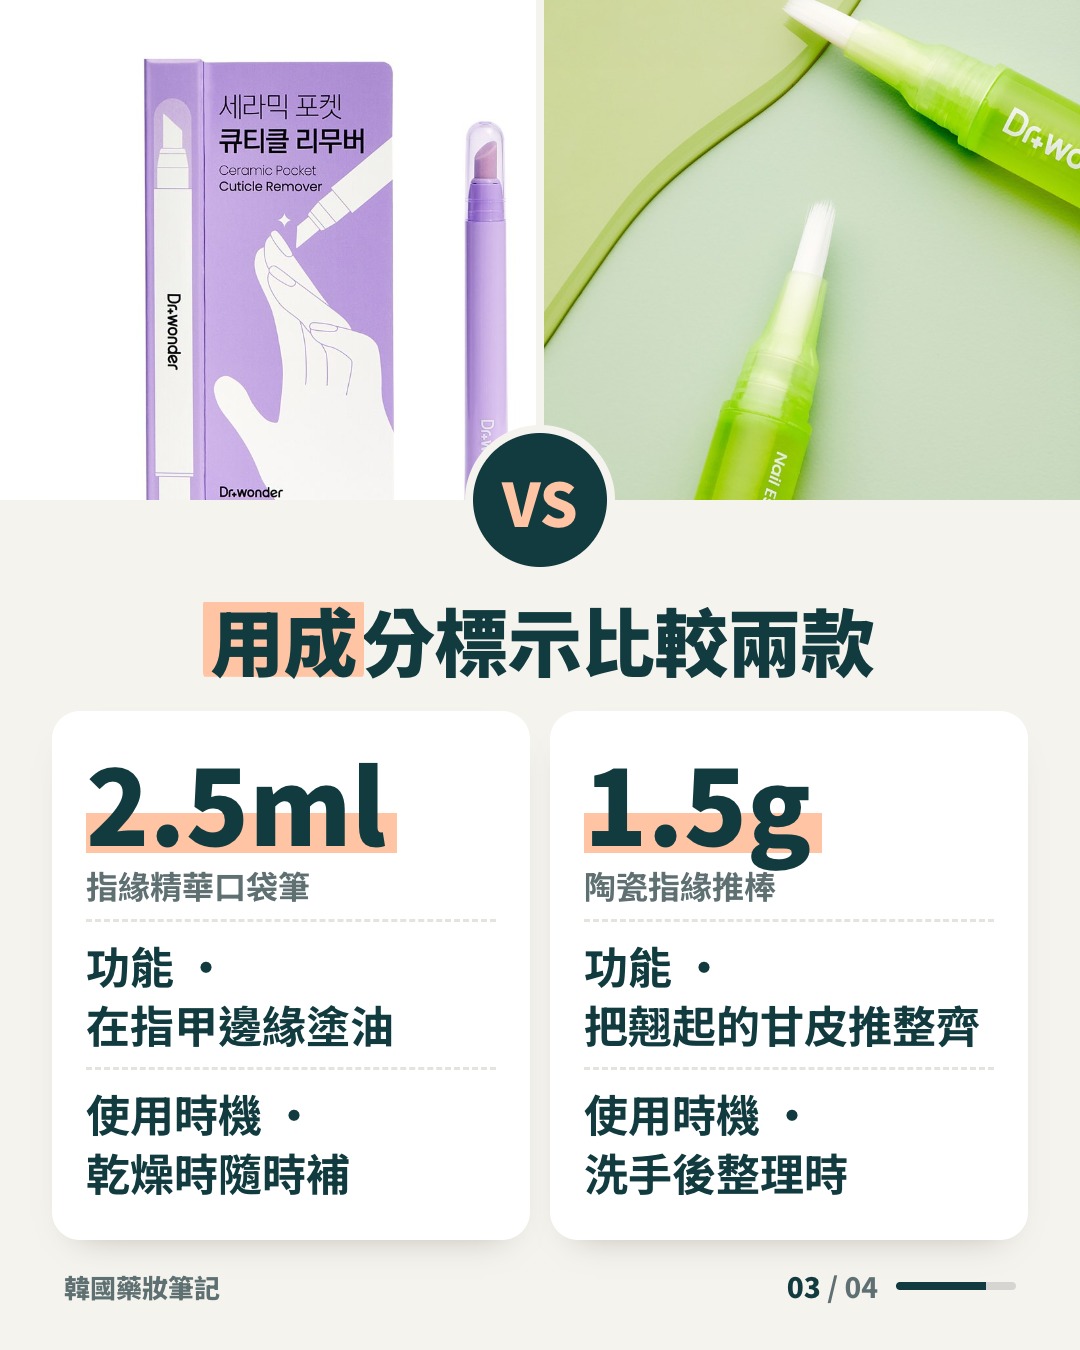 세라믹 포켓
큐티클 리무버
Ceramic Pocket
Cuticle Remover
Dr.wonder
Dr.wonder
Dr.w
Dr.wo
Nail Es
VS
用成分標示比較兩款
2.5ml
指緣精華口袋筆
功能 •
在指甲邊緣塗油
使用時機 •
乾燥時隨時補
1.5g
陶瓷指緣推棒
功能 •
把翹起的甘皮推整齊
使用時機 •
洗手後整理時
韓國藥妝筆記
03 / 04